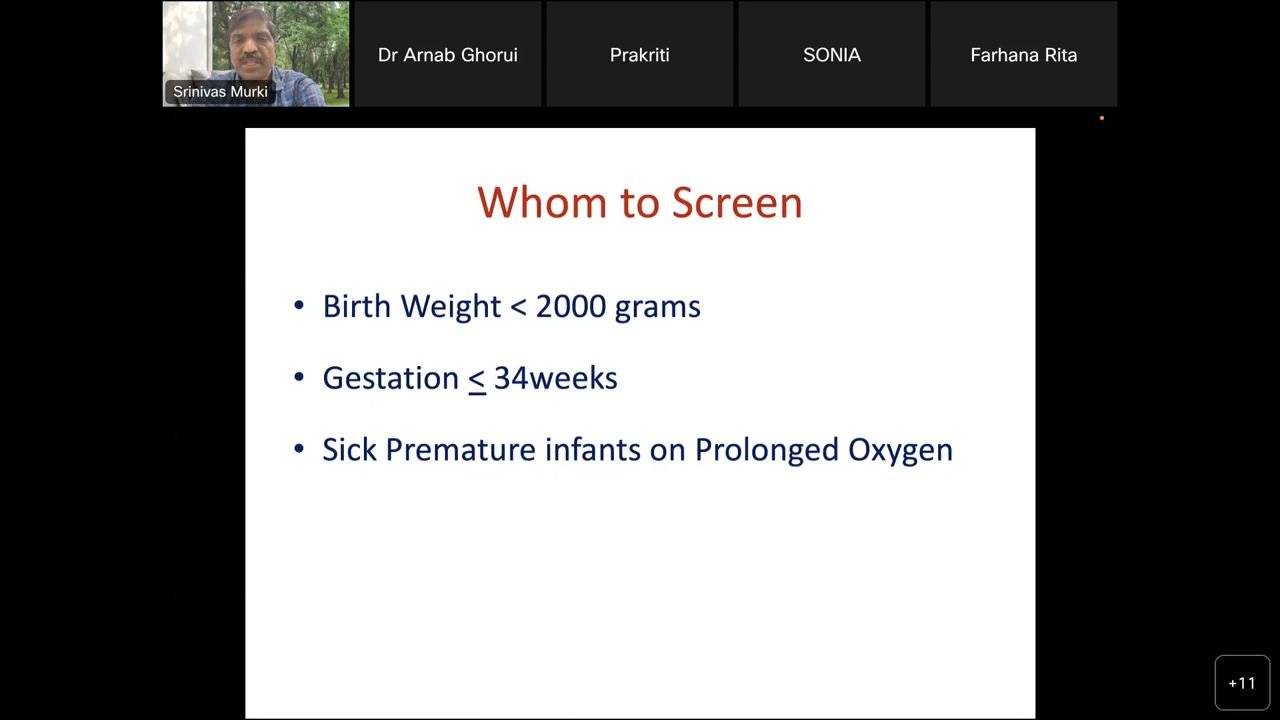 Srinivas Murki
Dr Arnab Ghorui
Prakriti
SONIA
Farhana Rita
Whom to Screen
• Birth Weight < 2000 grams
• Gestation ≤ 34weeks
• Sick Premature infants on Prolonged Oxygen
+11